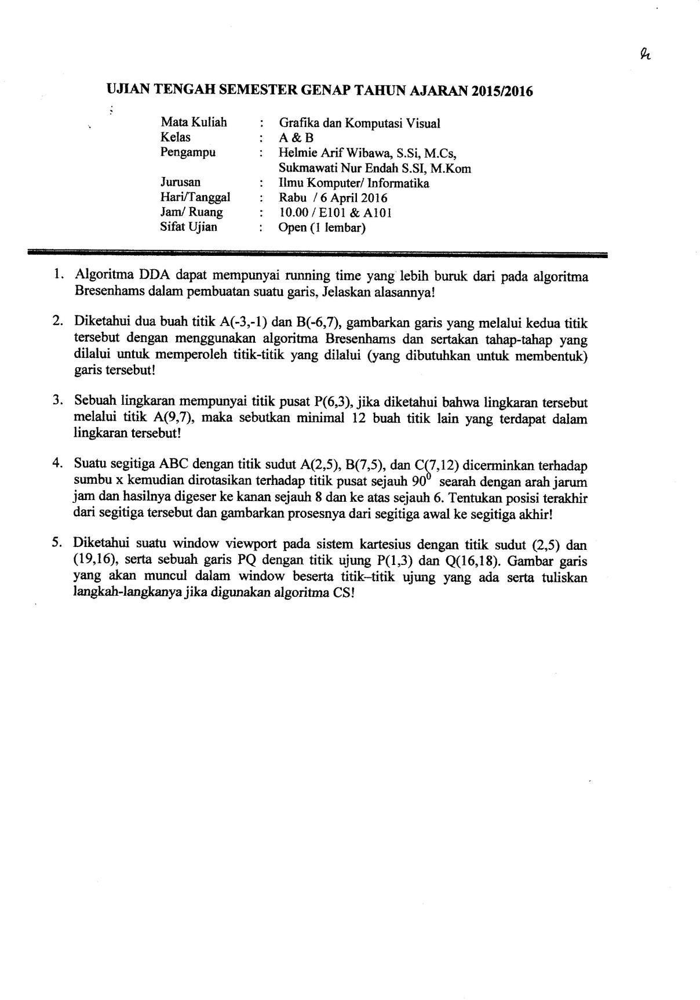 UJIAN TENGAH SEMESTER GENAP TAHUN AJARAN 2015/2016
Mata Kuliah : Grafika dan Komputasi Visual
Kelas : A & B
Pengampu : Helmie Arif Wibawa, S.Si, M.Cs,
Sukmawati Nur Endah S.SI, M.Kom
Jurusan : Ilmu Komputer/ Informatika
Hari/Tanggal : Rabu / 6 April 2016
Jam/ Ruang : 10.00 / E101 & A101
Sifat Ujian : Open (1 lembar)
1. Algoritma DDA dapat mempunyai running time yang lebih buruk dari pada algoritma
Bresenhams dalam pembuatan suatu garis, Jelaskan alasannya!
2. Diketahui dua buah titik A(-3,-1) dan B(-6,7), gambarkan garis yang melalui kedua titik
tersebut dengan menggunakan algoritma Bresenhams dan sertakan tahap-tahap yang
dilalui untuk memperoleh titik-titik yang dilalui (yang dibutuhkan untuk membentuk)
garis tersebut!
3. Sebuah lingkaran mempunyai titik pusat P(6,3), jika diketahui bahwa lingkaran tersebut
melalui titik A(9,7), maka sebutkan minimal 12 buah titik lain yang terdapat dalam
lingkaran tersebut!
4. Suatu segitiga ABC dengan titik sudut A(2,5), B(7,5), dan C(7,12) dicerminkan terhadap
sumbu x kemudian dirotasikan terhadap titik pusat sejauh 90⁰ searah dengan arah jarum
jam dan hasilnya digeser ke kanan sejauh 8 dan ke atas sejauh 6. Tentukan posisi terakhir
dari segitiga tersebut dan gambarkan prosesnya dari segitiga awal ke segitiga akhir!
5. Diketahui suatu window viewport pada sistem kartesius dengan titik sudut (2,5) dan
(19,16), serta sebuah garis PQ dengan titik ujung P(1,3) dan Q(16,18). Gambar garis
yang akan muncul dalam window beserta titik–titik ujung yang ada serta tuliskan
langkah-langkanya jika digunakan algoritma CS!